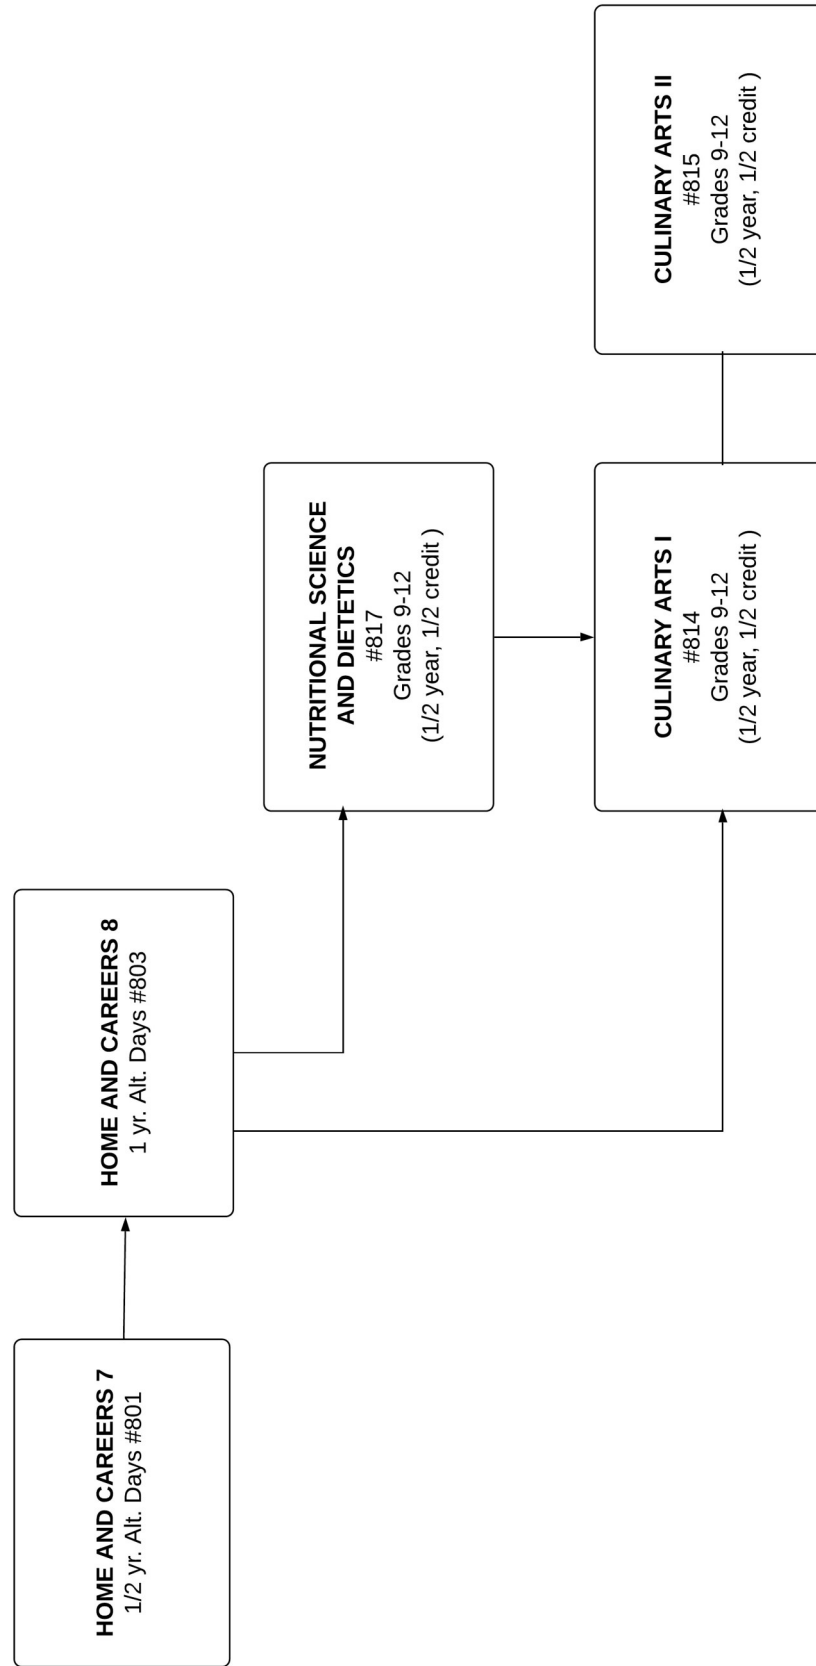 HOME AND CAREERS 7
1/2 yr. Alt. Days #801
HOME AND CAREERS 8
1 yr. Alt. Days #803
NUTRITIONAL SCIENCE
AND DIETETICS
#817
Grades 9-12
(1/2 year, 1/2 credit )
CULINARY ARTS I
#814
Grades 9-12
(1/2 year, 1/2 credit )
CULINARY ARTS II
#815
Grades 9-12
(1/2 year, 1/2 credit )